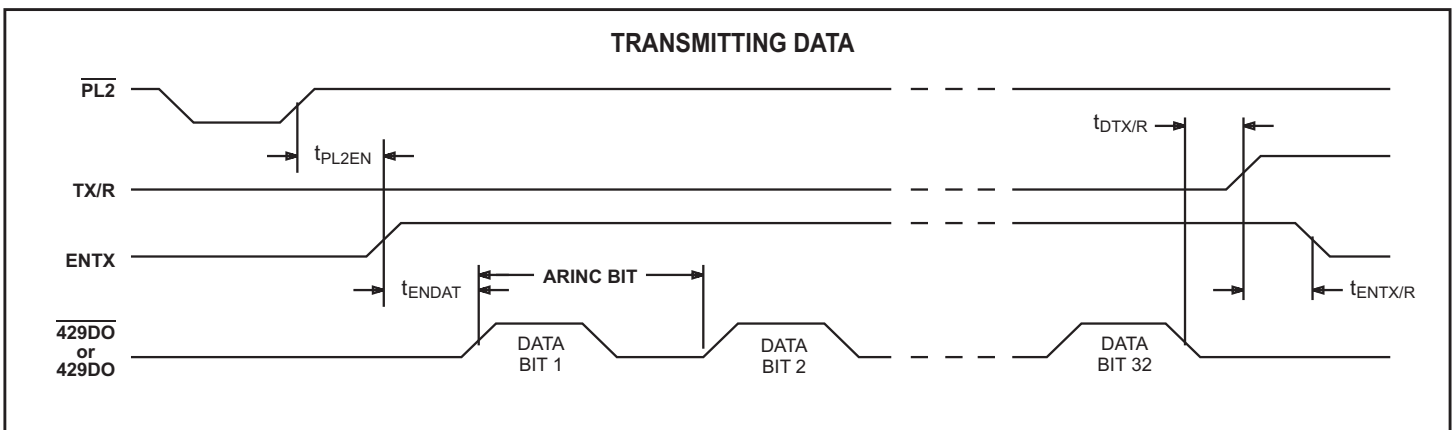 TRANSMITTING DATA
PL2
tDTX/R
tPL2EN
TX/R
ENTX
ARINC BIT
tENDAT
tENTX/R
429DO
or
429DO
DATA
BIT 1
DATA
BIT 2
DATA
BIT 32